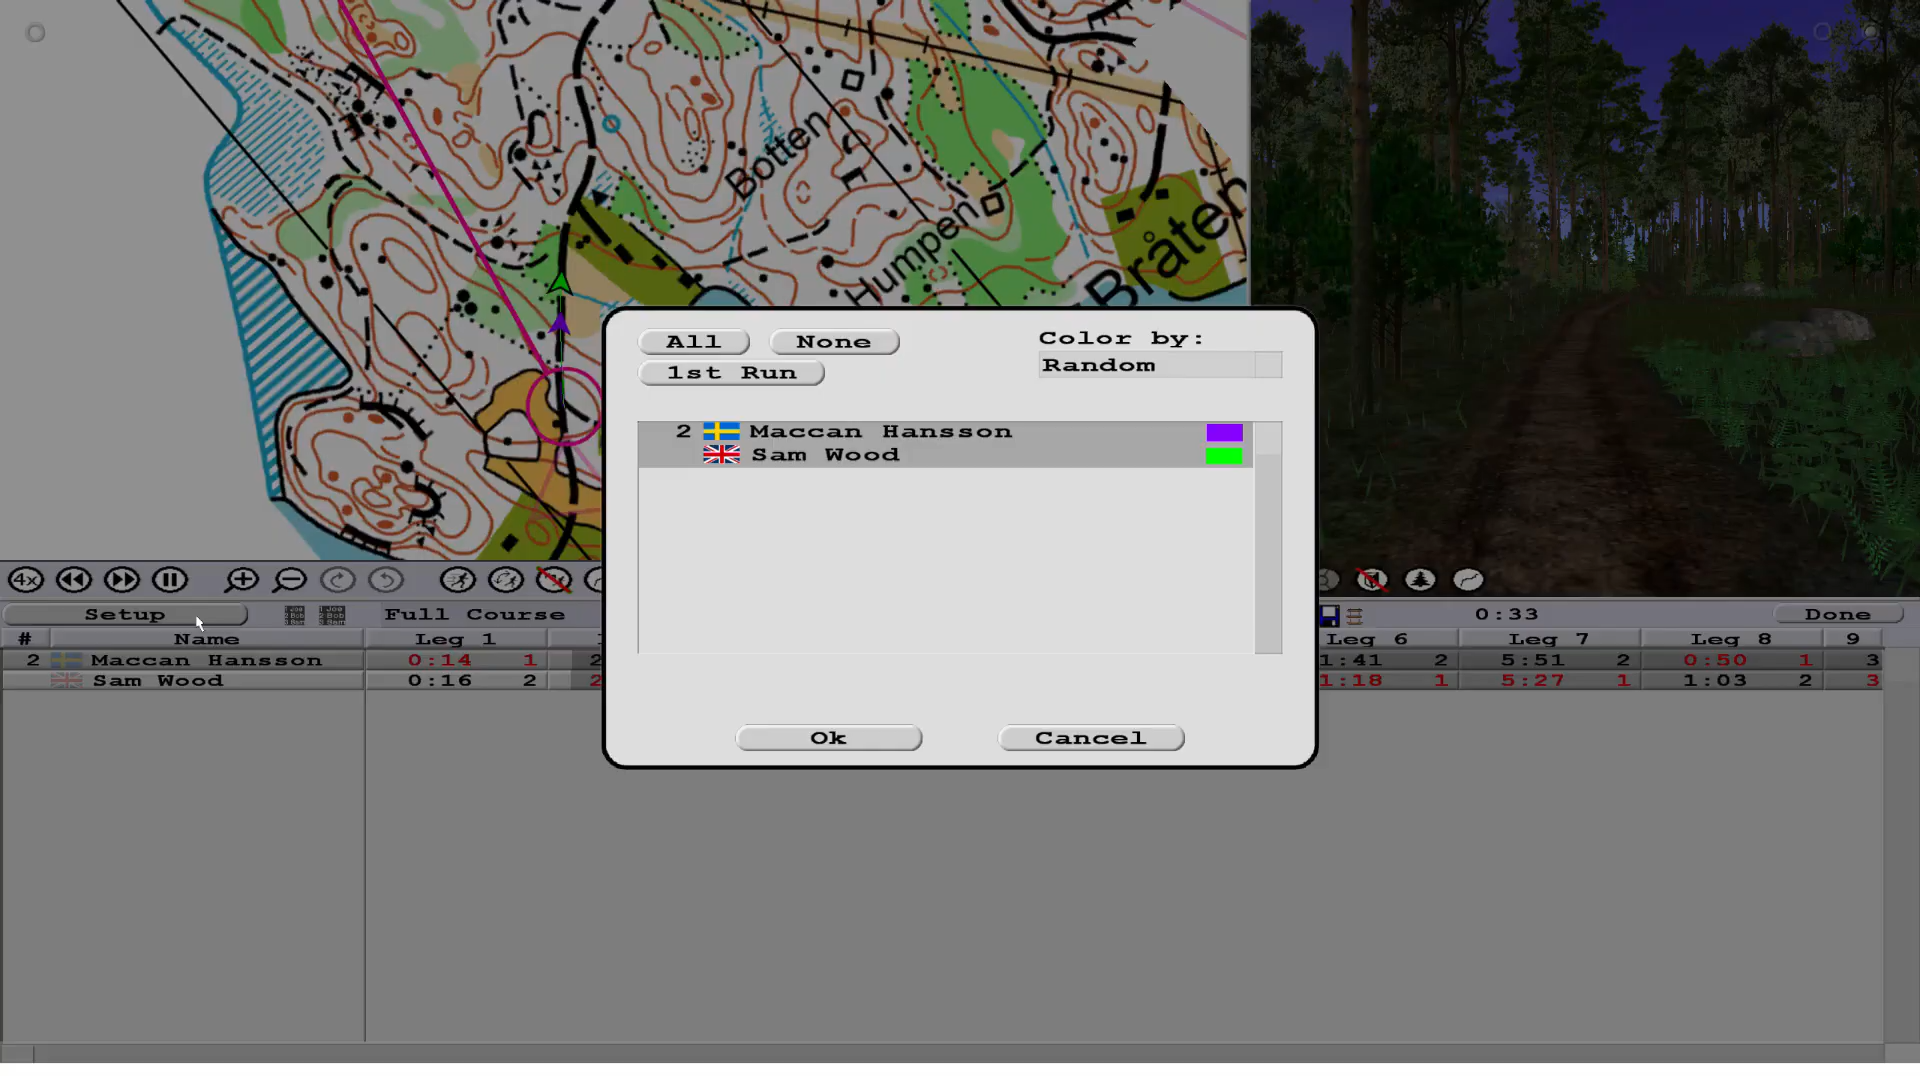 Botten
Humpen
Bråten
All
None
Color by:
1st Run
Random
2 Maccan Hansson
Sam Wood
Ok
Cancel
4x
Setup
Full Course
0:33
Done
# Name Leg 1 Leg 6 Leg 7 Leg 8 9
2 Maccan Hansson 0:14 1 2 1:41 2 5:51 2 0:50 1 3
Sam Wood 0:16 2 2 1:18 1 5:27 1 1:03 2 3